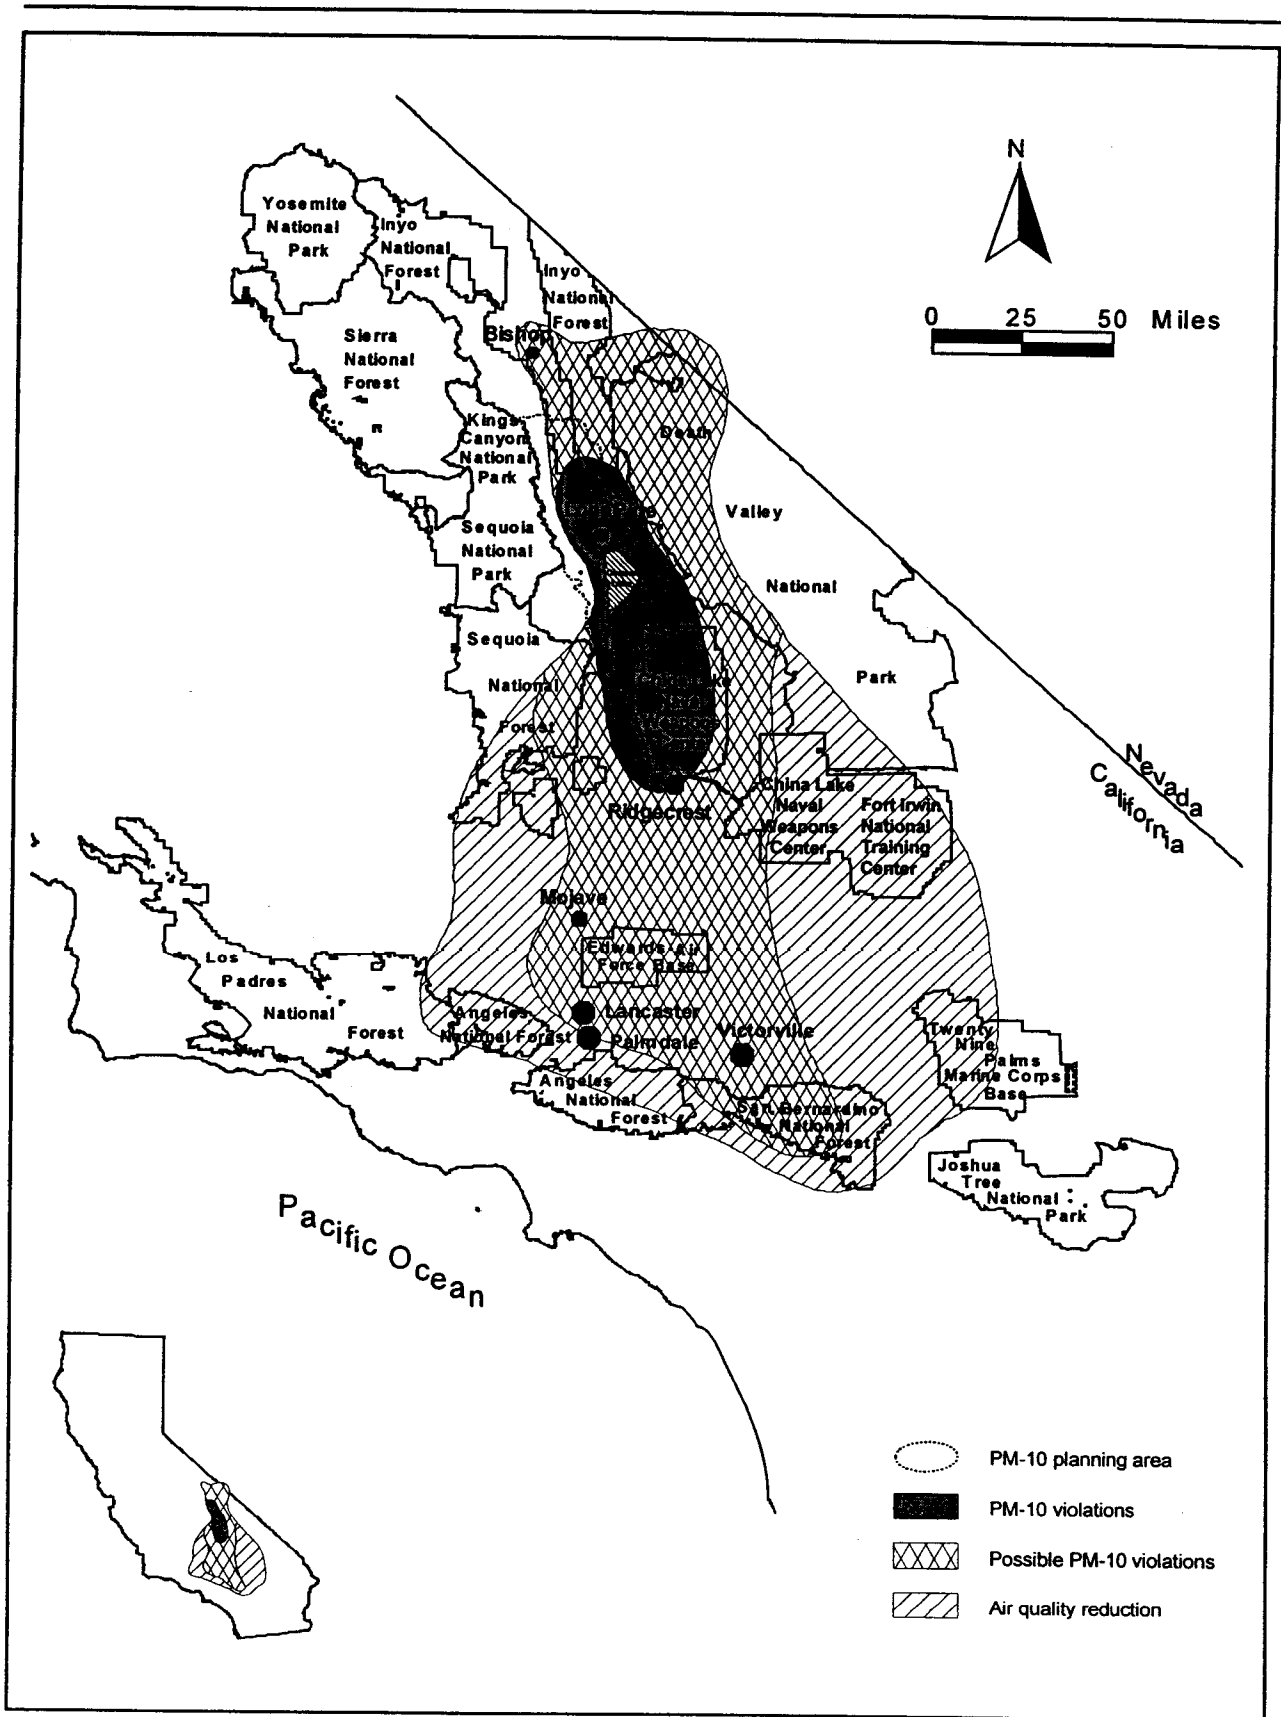 N
0 25 50 Miles
Yosemite
National
Park
Inyo
National
Forest
Inyo
National
Forest
Bishop
Sierra
National
Forest
Kings
Canyon
National
Park
Death
Valley
National
Park
Sequoia
National
Park
Sequoia
National
Forest
Nevada
California
Ridgecrest
China Lake
Naval
Weapons
Center
Fort Irwin
National
Training
Center
Mojave
Edwards Air
Force Base
Los
Padres
National
Forest
Angeles
National Forest
Lancaster
Palmdale
Victorville
Angeles
National
Forest
San Bernardino
National
Forest
Twenty
Nine
Palms
Marine Corps
Base
Joshua
Tree
National
Park
Pacific Ocean
PM-10 planning area
PM-10 violations
Possible PM-10 violations
Air quality reduction